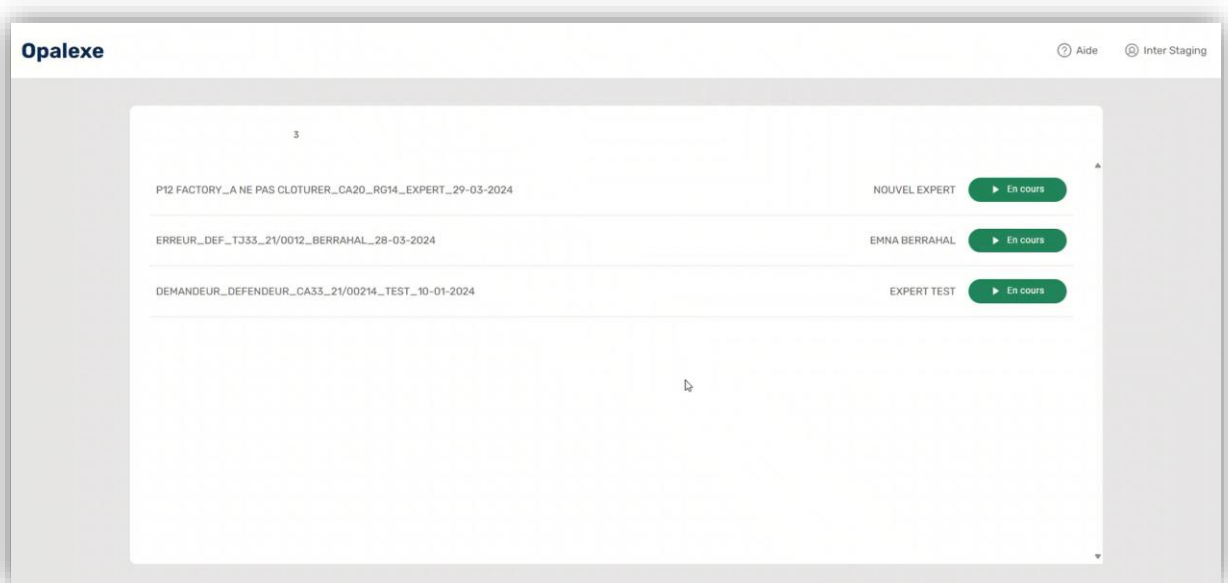 Opalexe
Aide
Inter Staging
3
P12 FACTORY_A NE PAS CLOTURER_CA20_RG14_EXPERT_29-03-2024 NOUVEL EXPERT En cours
ERREUR_DEF_TJ33_21/0012_BERRAHAL_28-03-2024 EMNA BERRAHAL En cours
DEMANDEUR_DEFENDEUR_CA33_21/00214_TEST_10-01-2024 EXPERT TEST En cours